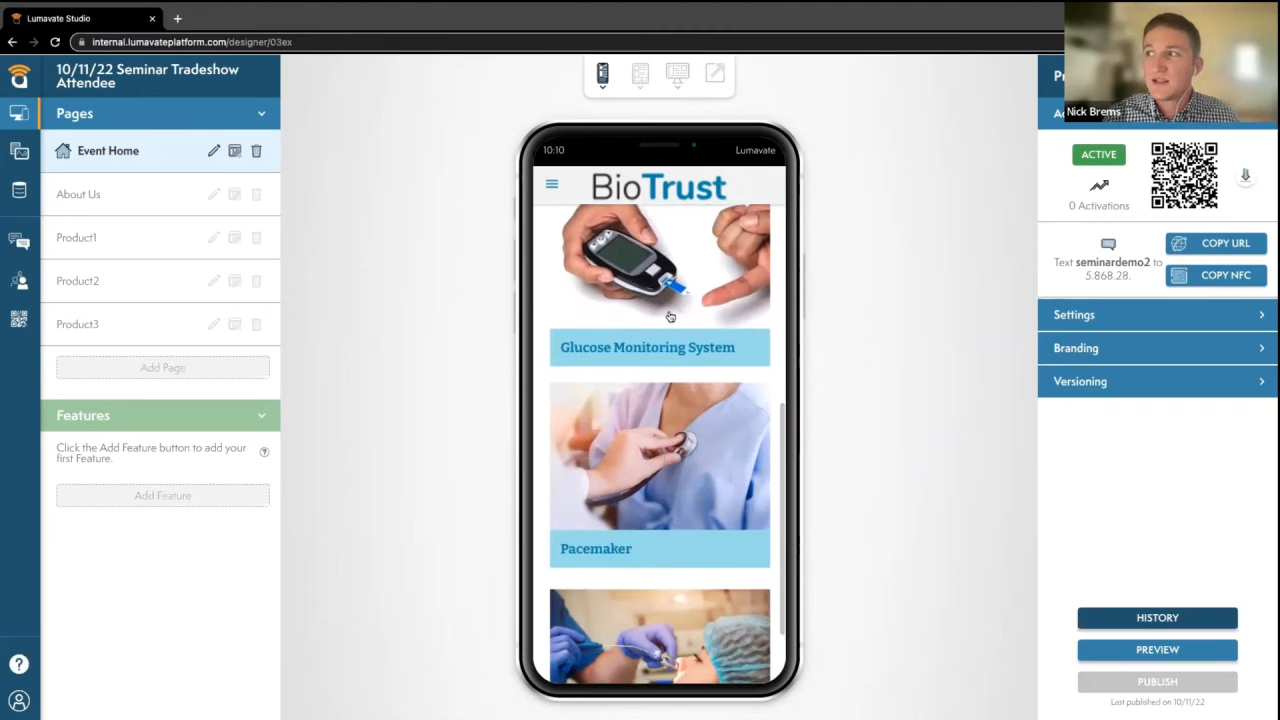 Lumavate Studio
internal.lumavateplatform.com/designer/03ex
10/11/22 Seminar Tradeshow
Attendee
Pages
Event Home
About Us
Product1
Product2
Product3
Add Page
Features
Click the Add Feature button to add your
first Feature.
Add Feature
10:10
Lumavate
BioTrust
Glucose Monitoring System
Pacemaker
Nick Brems
ACTIVE
0 Activations
Text seminardemo2 to
5.868.28.
COPY URL
COPY NFC
Settings
Branding
Versioning
HISTORY
PREVIEW
PUBLISH
Last published on 10/11/22